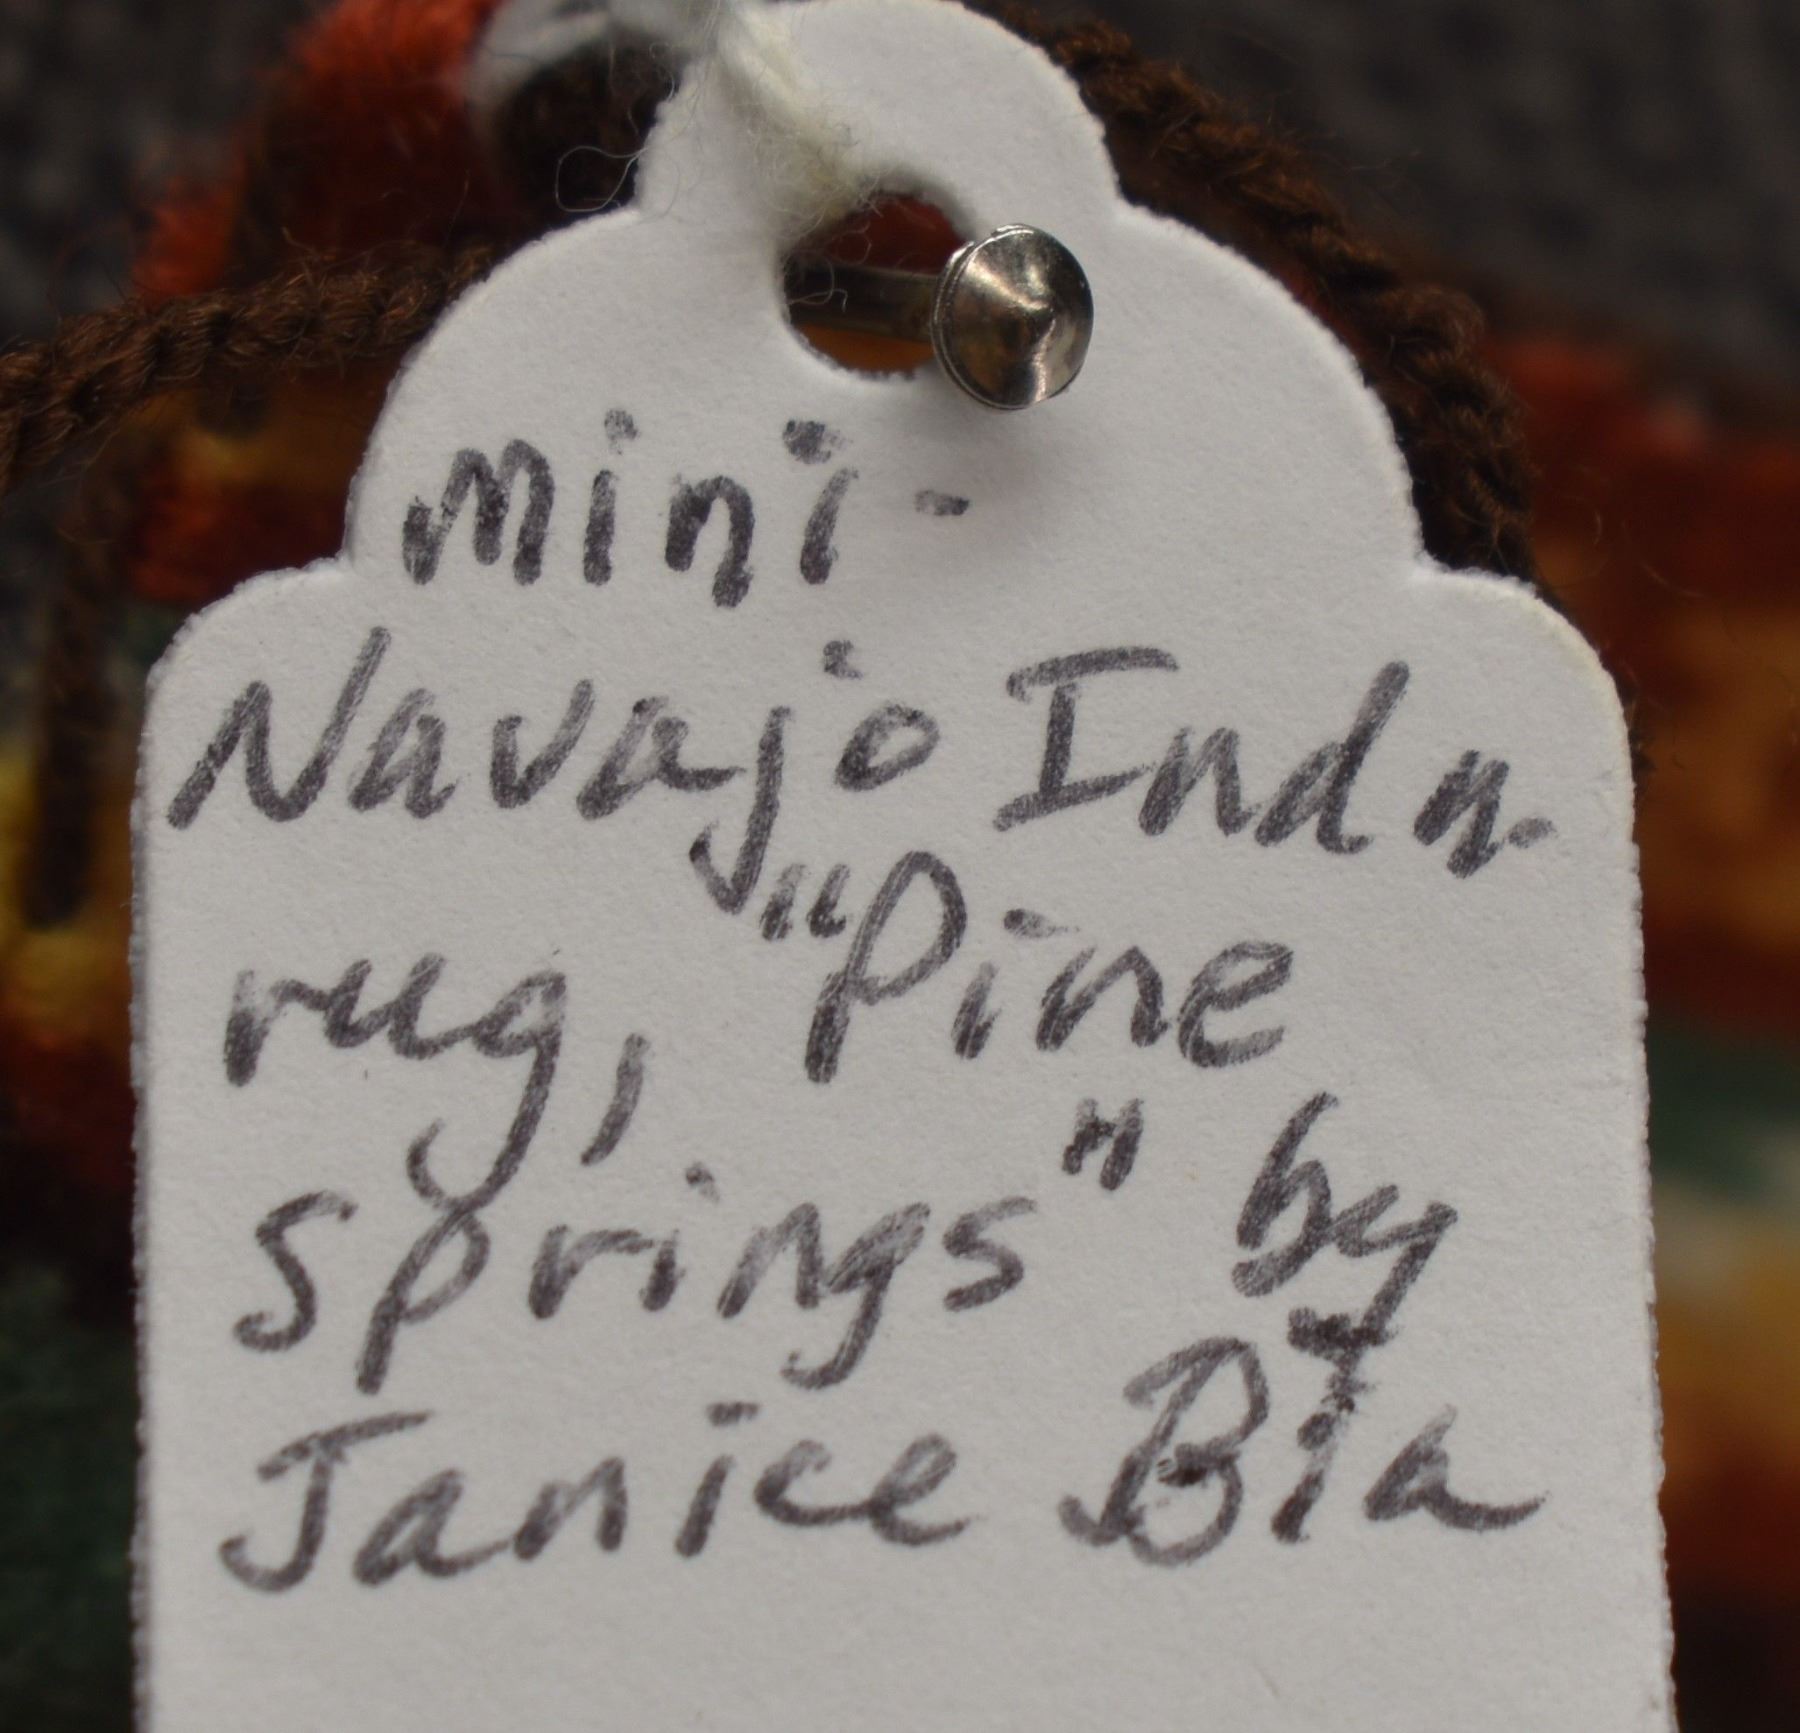 mini-
Navajo Indn.
rug, "Pine
springs" by
Janice Bia